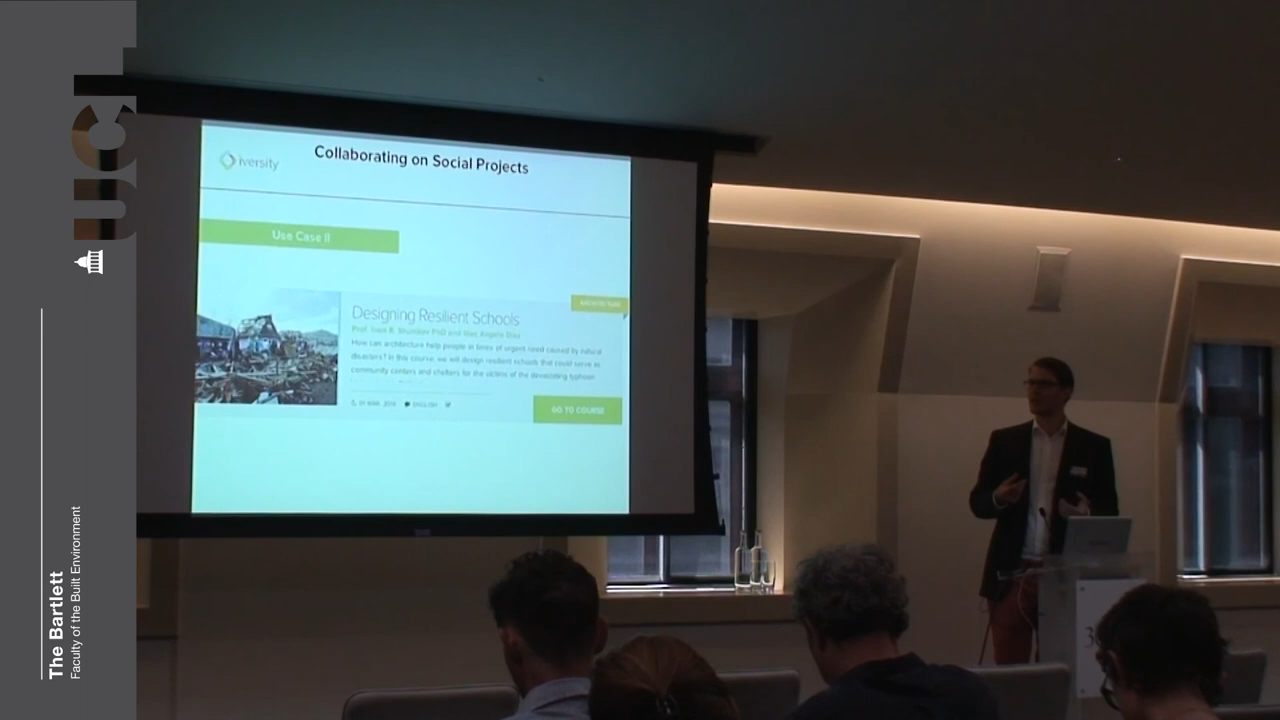 UCL
The Bartlett
Faculty of the Built Environment
iversity
Collaborating on Social Projects
Use Case II
ARCHITECTURE
Designing Resilient Schools
How can architecture help people in times of urgent need caused by natural
disasters? In this course, we will design resilient schools that could serve as
community centers and shelters for the victims of the devastating typhoon
ENGLISH
GO TO COURSE
3